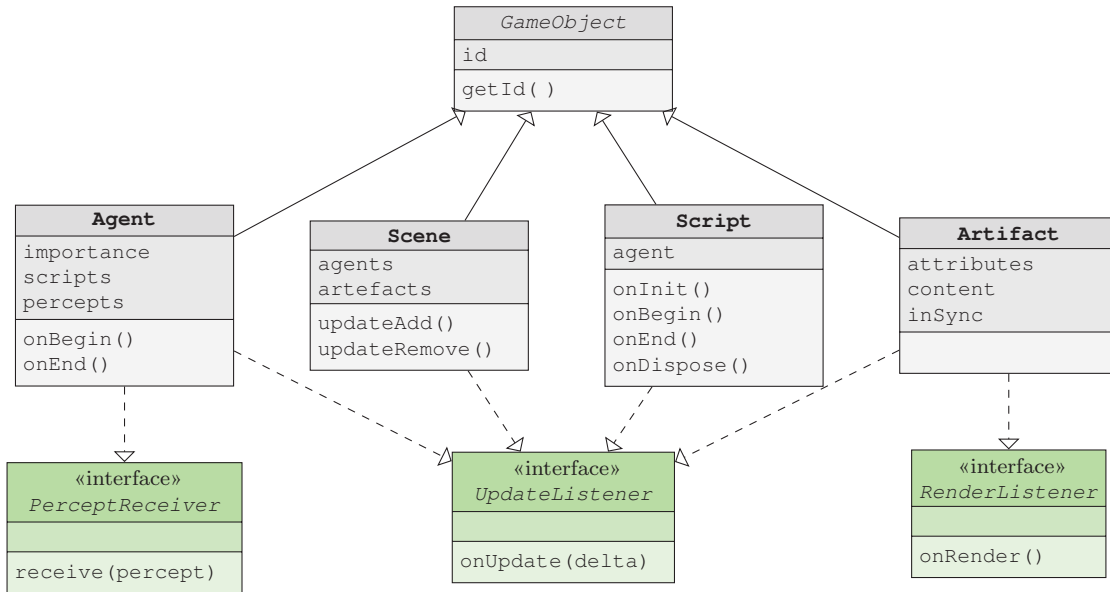 GameObject
id
getId( )
Agent
importance
scripts
percepts
onBegin()
onEnd()
Scene
agents
artefacts
updateAdd()
updateRemove()
Script
agent
onInit()
onBegin()
onEnd()
onDispose()
Artifact
attributes
content
inSync
«interface»
PerceptReceiver
receive(percept)
«interface»
UpdateListener
onUpdate(delta)
«interface»
RenderListener
onRender()